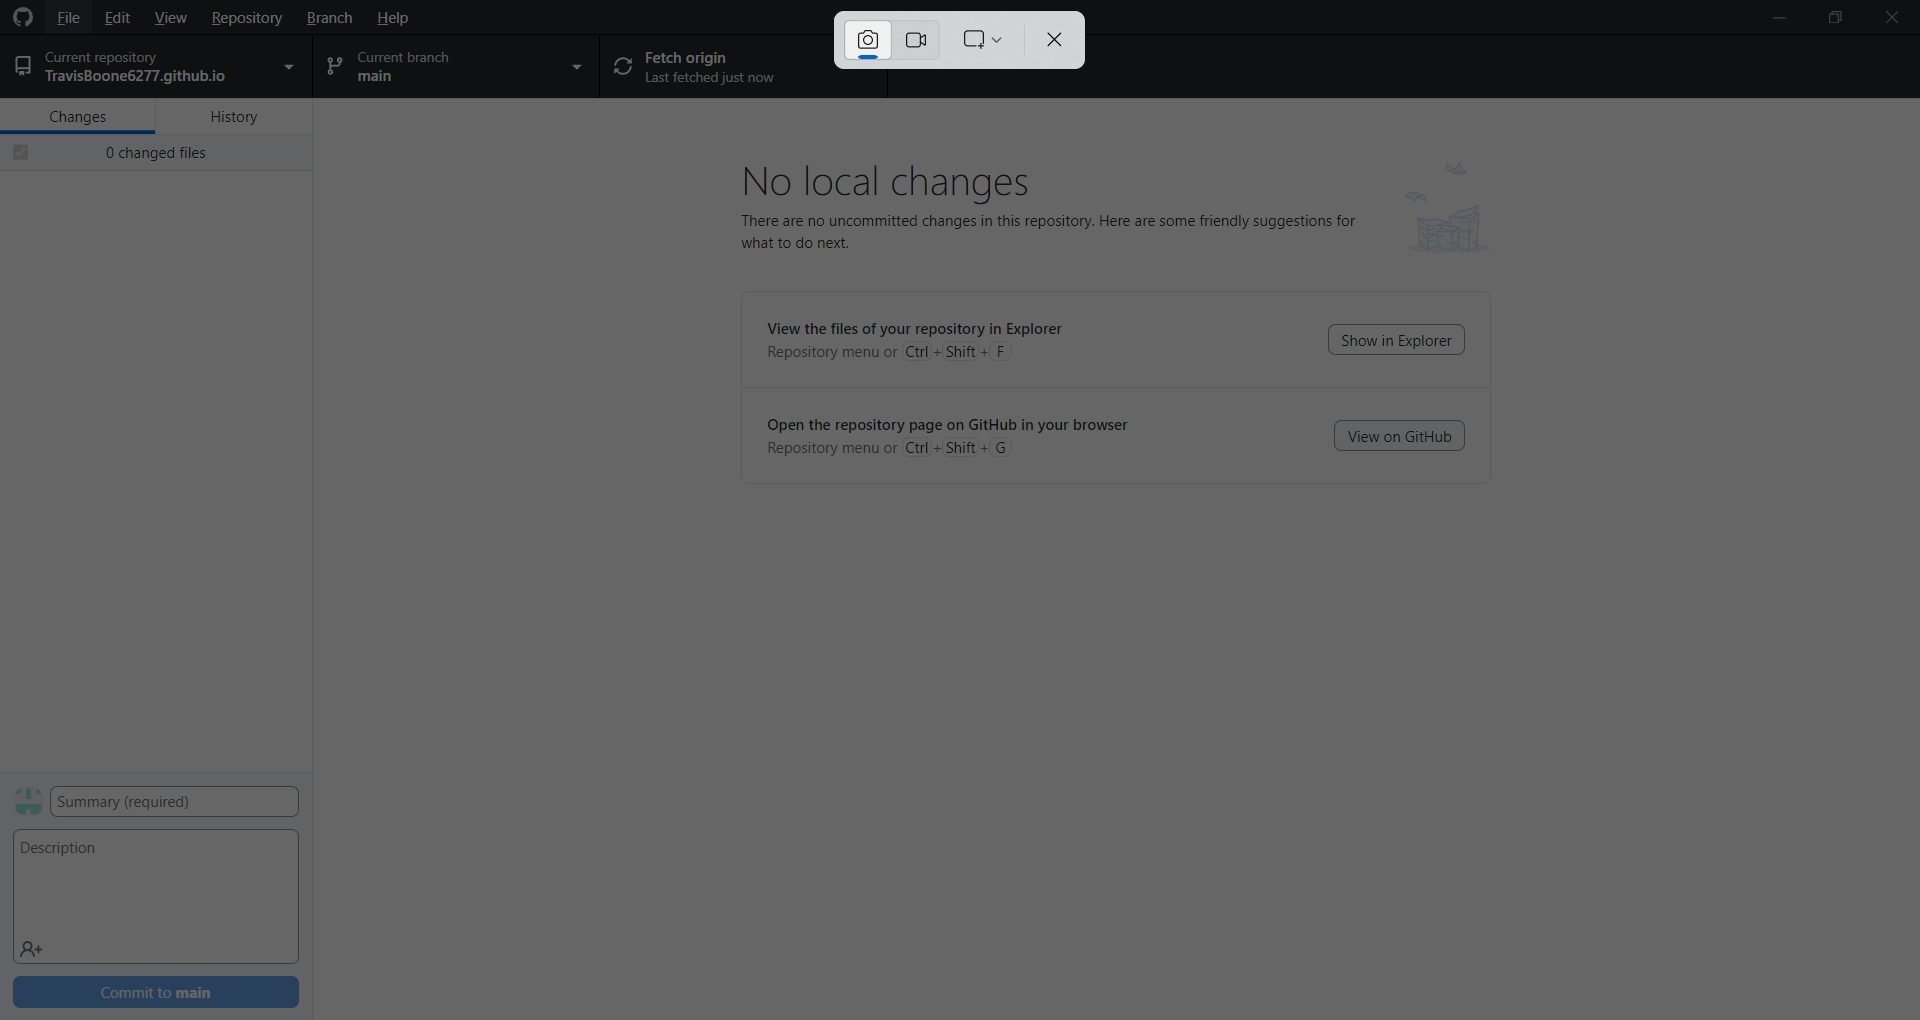 File Edit View Repository Branch Help
Current repository
TravisBoone6277.github.io
Current branch
main
Fetch origin
Last fetched just now
Changes History
0 changed files
No local changes
There are no uncommitted changes in this repository. Here are some friendly suggestions for
what to do next.
View the files of your repository in Explorer
Repository menu or Ctrl + Shift + F
Show in Explorer
Open the repository page on GitHub in your browser
Repository menu or Ctrl + Shift + G
View on GitHub
Summary (required)
Description
Commit to main